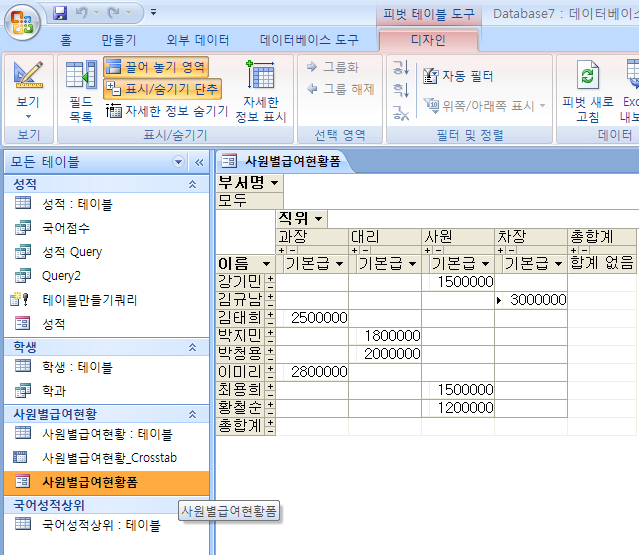 피벗 테이블 도구
Database7 : 데이터베이스
홈
만들기
외부 데이터
데이터베이스 도구
디자인
보기
필드
목록
끌어 놓기 영역
표시/숨기기 단추
자세한 정보 숨기기
자세한
정보 표시
그룹화
그룹 해제
자동 필터
위쪽/아래쪽 표시
피벗 새로
고침
Exc
내보
보기
표시/숨기기
선택 영역
필터 및 정렬
데이터
모든 테이블
성적
성적 : 테이블
국어점수
성적 Query
Query2
테이블만들기쿼리
성적
학생
학생 : 테이블
학과
사원별급여현황
사원별급여현황 : 테이블
사원별급여현황_Crosstab
사원별급여현황폼
국어성적상위
국어성적상위 : 테이블
사원별급여현황폼
사원별급여현황폼
부서명
모두
직위
과장 대리 사원 차장 총합계
이름 기본급 기본급 기본급 기본급 합계 없음
강기민 1500000
김규남 3000000
김태희 2500000
박지민 1800000
박청용 2000000
이미리 2800000
최용희 1500000
황철순 1200000
총합계